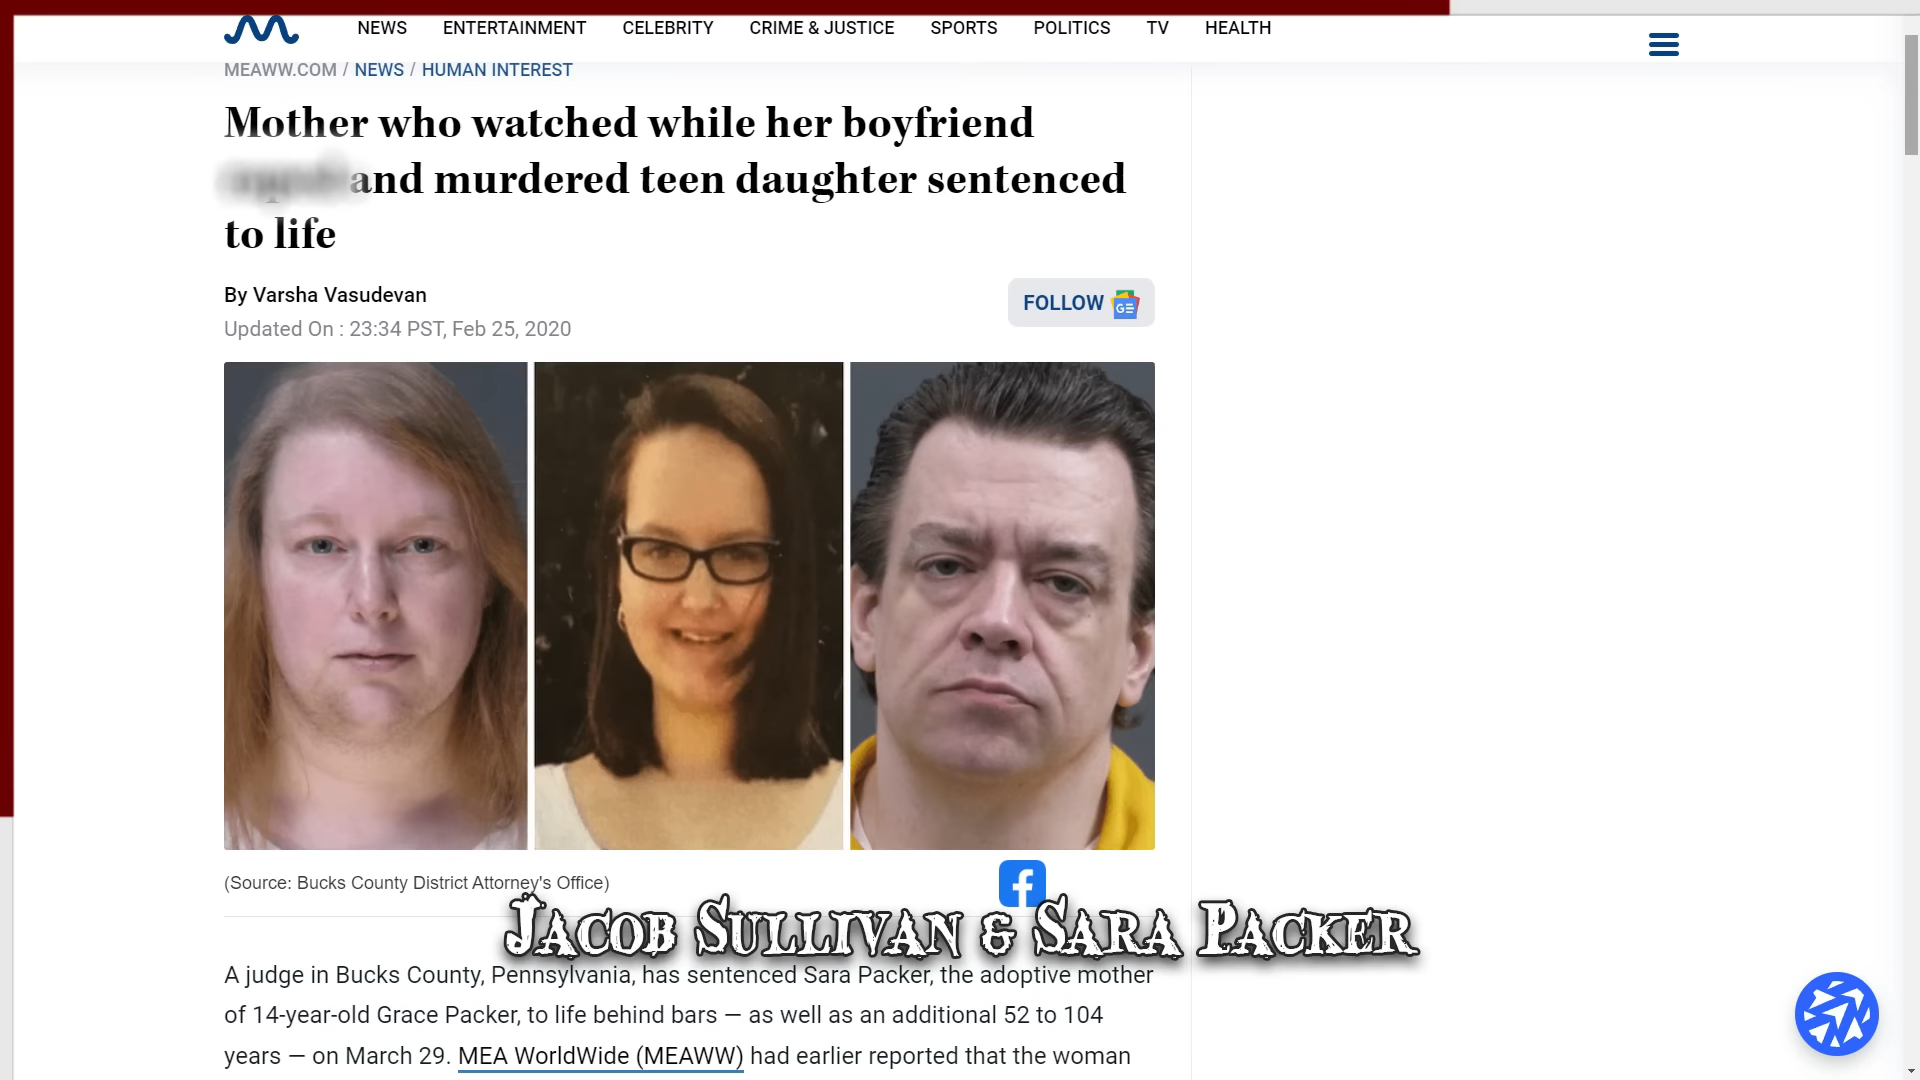 NEWS ENTERTAINMENT CELEBRITY CRIME & JUSTICE SPORTS POLITICS TV HEALTH
MEAWW.COM / NEWS / HUMAN INTEREST
Mother who watched while her boyfriend
and murdered teen daughter sentenced
to life
By Varsha Vasudevan
FOLLOW GE
Updated On : 23:34 PST, Feb 25, 2020
(Source: Bucks County District Attorney's Office)
JACOB SULLIVAN & SARA PACKER
A judge in Bucks County, Pennsylvania, has sentenced Sara Packer, the adoptive mother
of 14-year-old Grace Packer, to life behind bars — as well as an additional 52 to 104
years — on March 29. MEA WorldWide (MEAWW) had earlier reported that the woman